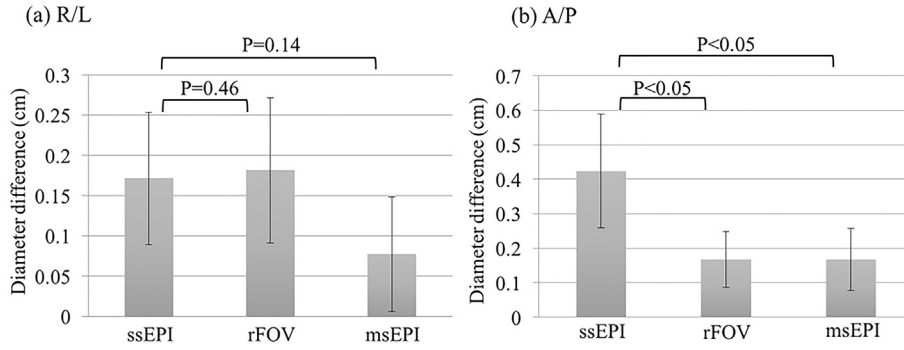 (a) R/L
P=0.14
P=0.46
Diameter difference (cm)
0.3
0.25
0.2
0.15
0.1
0.05
0
ssEPI rFOV msEPI
(b) A/P
P<0.05
P<0.05
Diameter difference (cm)
0.7
0.6
0.5
0.4
0.3
0.2
0.1
0
ssEPI rFOV msEPI